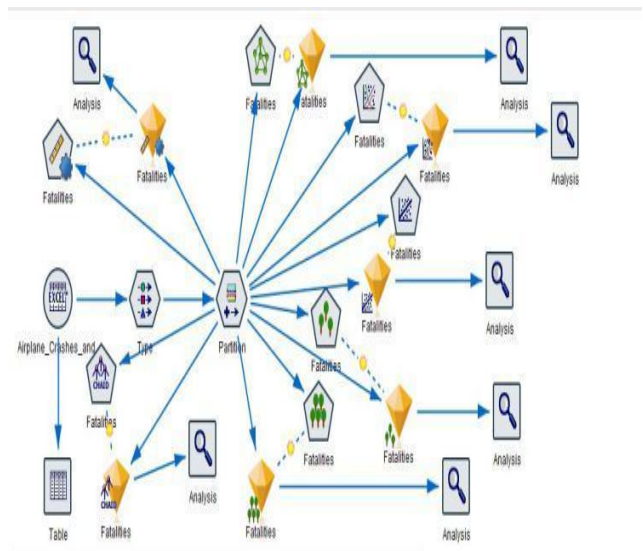 Analysis
Fatalities
Fatalities
Analysis
Fatalities
Fatalities
Fatalities
Fatalities
Analysis
Fatalities
EXCEL
Airplane_Crashes_and
Type
Partition
Fatalities
Analysis
Fatalities
CHAID
Fatalities
Fatalities
Fatalities
Analysis
Analysis
CHAID
Table
Fatalities
Fatalities
Analysis